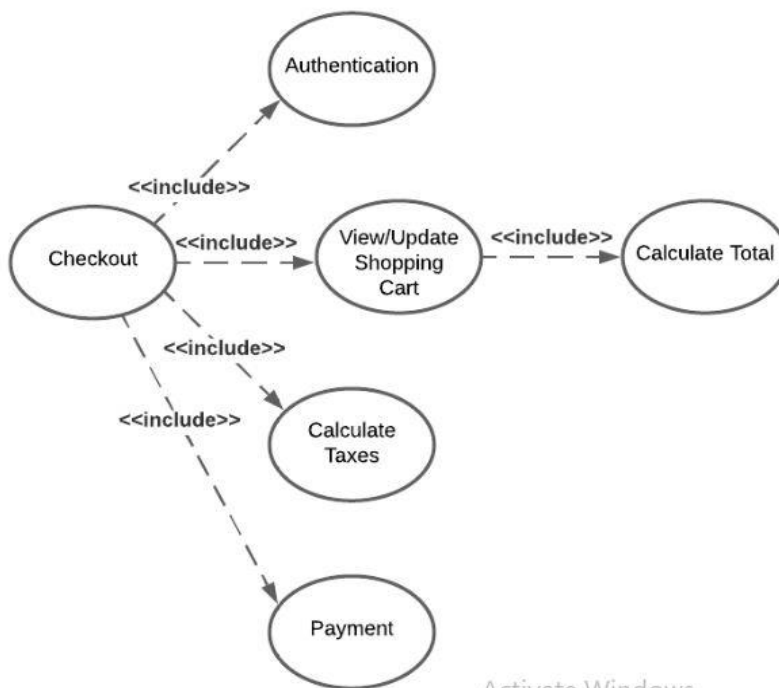 Authentication
<<include>>
Checkout
<<include>>
View/Update
Shopping
Cart
<<include>>
Calculate Total
<<include>>
Calculate
Taxes
<<include>>
Payment
Activate Windows